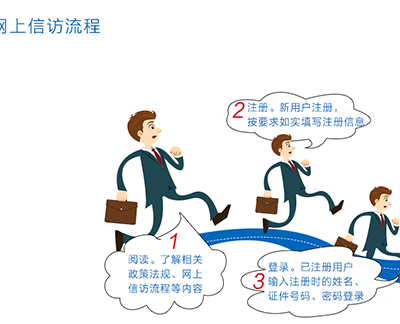 网上信访流程
2 注册。新用户注册，
按要求如实填写注册信息
1
阅读。了解相关
政策法规、网上
信访流程等内容
3 登录。已注册用户
输入注册时的姓名、
证件号码、密码登录